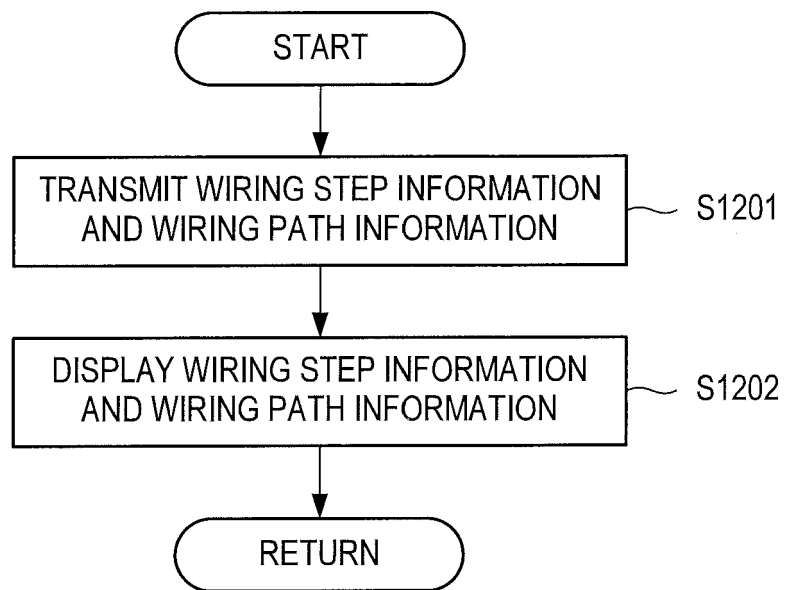 START
TRANSMIT WIRING STEP INFORMATION
AND WIRING PATH INFORMATION
S1201
DISPLAY WIRING STEP INFORMATION
AND WIRING PATH INFORMATION
S1202
RETURN